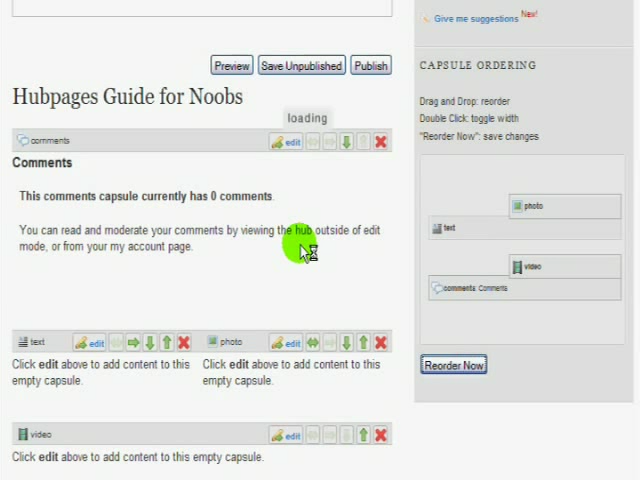 Give me suggestions New!
Preview Save Unpublished Publish
CAPSULE ORDERING
Hubpages Guide for Noobs
Drag and Drop: reorder
loading
Double Click: toggle width
comments edit
"Reorder Now": save changes
Comments
This comments capsule currently has 0 comments.
You can read and moderate your comments by viewing the hub outside of edit
mode, or from your my account page.
photo
text
video
comments: Comments
text edit photo edit
Click edit above to add content to this
empty capsule.
Click edit above to add content to this
empty capsule.
Reorder Now
video edit
Click edit above to add content to this empty capsule.